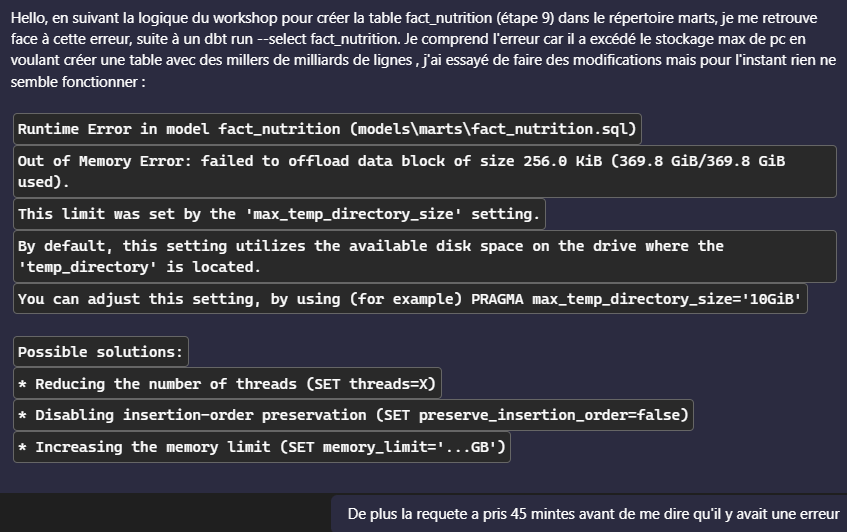 Hello, en suivant la logique du workshop pour créer la table fact_nutrition (étape 9) dans le répertoire marts, je me retrouve
face à cette erreur, suite à un dbt run --select fact_nutrition. Je comprend l'erreur car il a excédé le stockage max de pc en
voulant créer une table avec des millers de milliards de lignes , j'ai essayé de faire des modifications mais pour l'instant rien ne
semble fonctionner :
Runtime Error in model fact_nutrition (models\marts\fact_nutrition.sql)
Out of Memory Error: failed to offload data block of size 256.0 KiB (369.8 GiB/369.8 GiB
used).
This limit was set by the 'max_temp_directory_size' setting.
By default, this setting utilizes the available disk space on the drive where the
'temp_directory' is located.
You can adjust this setting, by using (for example) PRAGMA max_temp_directory_size='10GiB'
Possible solutions:
* Reducing the number of threads (SET threads=X)
* Disabling insertion-order preservation (SET preserve_insertion_order=false)
* Increasing the memory limit (SET memory_limit='...GB')
De plus la requete a pris 45 mintes avant de me dire qu'il y avait une erreur